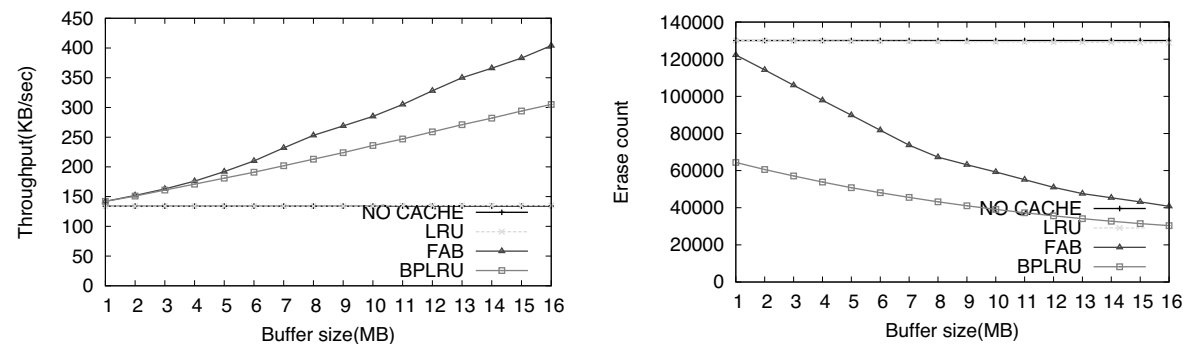 450
400
350
300
250
200
150
100
50
0
Throughput(KB/sec)
NO CACHE
LRU
FAB
BPLRU
1 2 3 4 5 6 7 8 9 10 11 12 13 14 15 16
Buffer size(MB)
140000
120000
100000
80000
60000
40000
20000
0
Erase count
NO CACHE
LRU
FAB
BPLRU
1 2 3 4 5 6 7 8 9 10 11 12 13 14 15 16
Buffer size(MB)